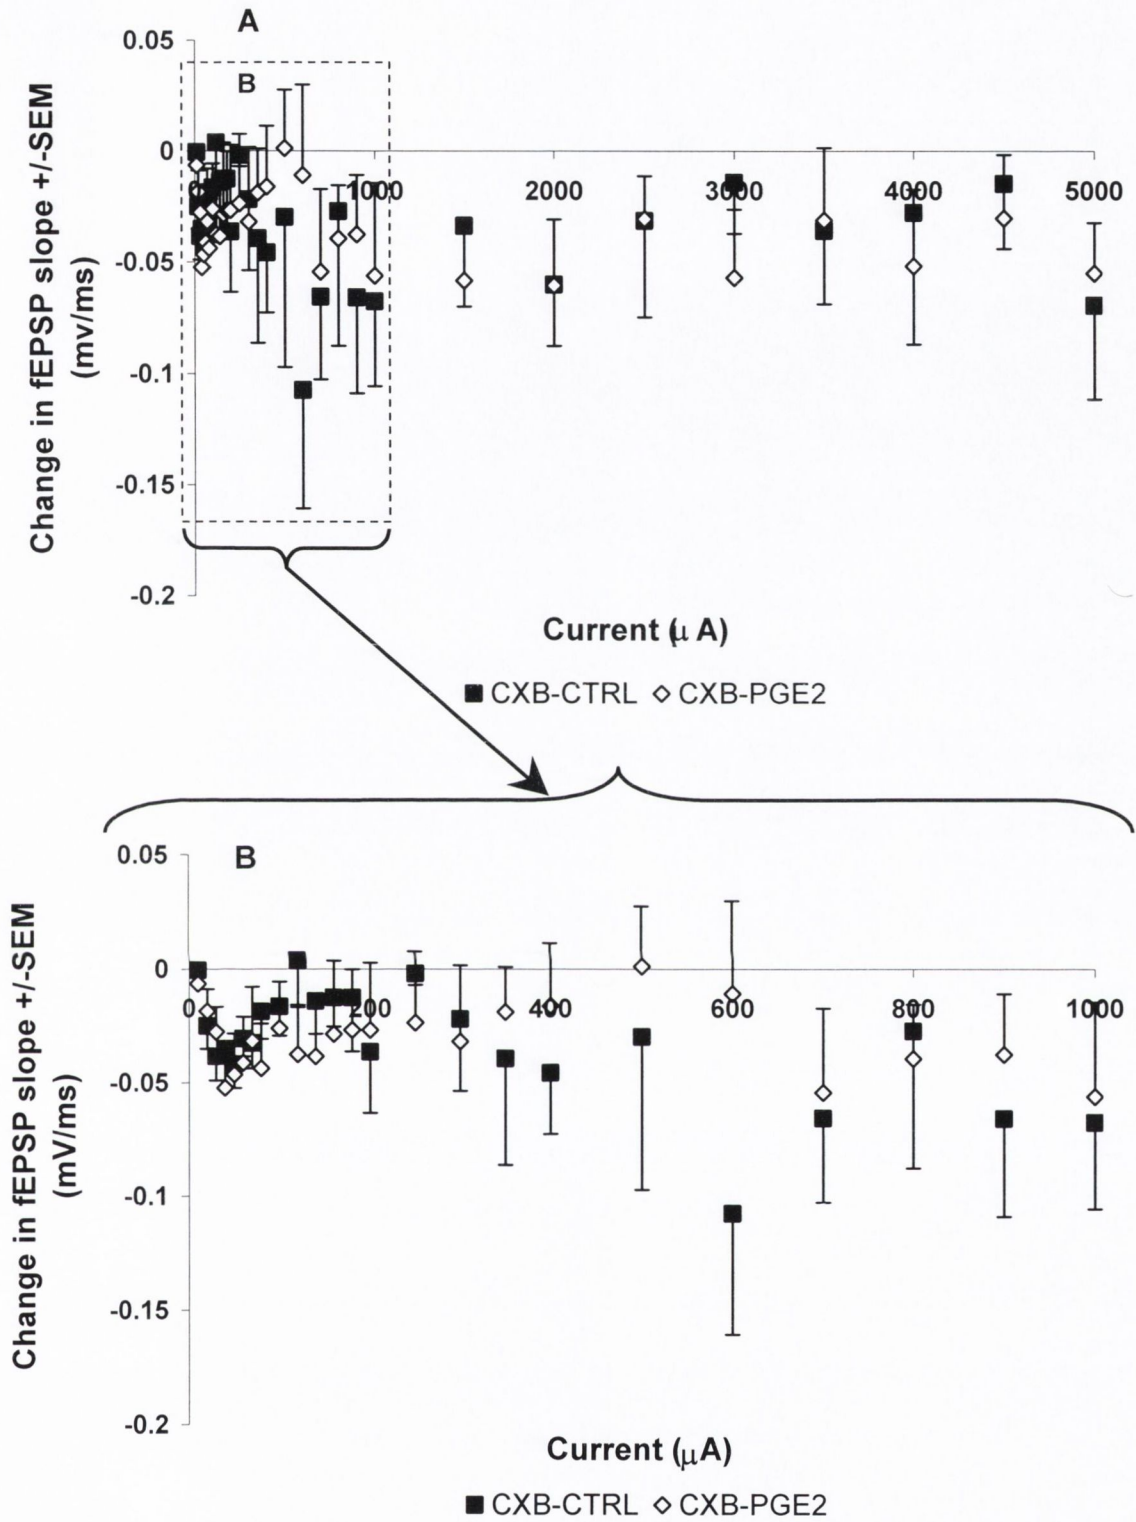 A
0.05
B
0
1000
2000
3000
4000
5000
-0.05
-0.1
-0.15
-0.2
Change in fEPSP slope +/-SEM
(mv/ms)
Current (μ A)
■ CXB-CTRL ◇ CXB-PGE2
B
0.05
0
0
200
400
600
800
1000
-0.05
-0.1
-0.15
-0.2
Change in fEPSP slope +/-SEM
(mV/ms)
Current (μA)
■ CXB-CTRL ◇ CXB-PGE2